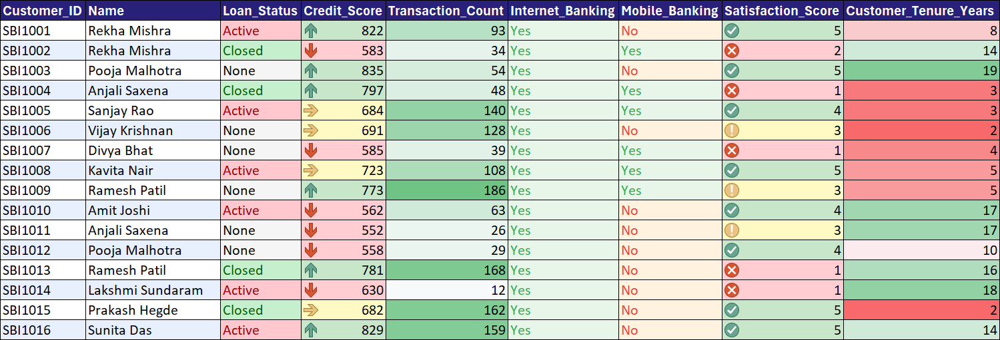 Customer_ID Name Loan_Status Credit_Score Transaction_Count Internet_Banking Mobile_Banking Satisfaction_Score Customer_Tenure_Years
SBI1001 Rekha Mishra Active 822 93 Yes No 5 8
SBI1002 Rekha Mishra Closed 583 34 Yes Yes 2 14
SBI1003 Pooja Malhotra None 835 54 Yes No 5 19
SBI1004 Anjali Saxena Closed 797 48 Yes Yes 1 3
SBI1005 Sanjay Rao Active 684 140 Yes Yes 4 3
SBI1006 Vijay Krishnan None 691 128 Yes No 3 2
SBI1007 Divya Bhat None 585 39 Yes Yes 1 4
SBI1008 Kavita Nair Active 723 108 Yes Yes 5 5
SBI1009 Ramesh Patil None 773 186 Yes Yes 3 5
SBI1010 Amit Joshi Active 562 63 Yes No 4 17
SBI1011 Anjali Saxena None 552 26 Yes No 3 17
SBI1012 Pooja Malhotra None 558 29 Yes No 4 10
SBI1013 Ramesh Patil Closed 781 168 Yes No 1 16
SBI1014 Lakshmi Sundaram Active 630 12 Yes No 1 18
SBI1015 Prakash Hegde Closed 682 162 Yes No 5 2
SBI1016 Sunita Das Active 829 159 Yes No 5 14